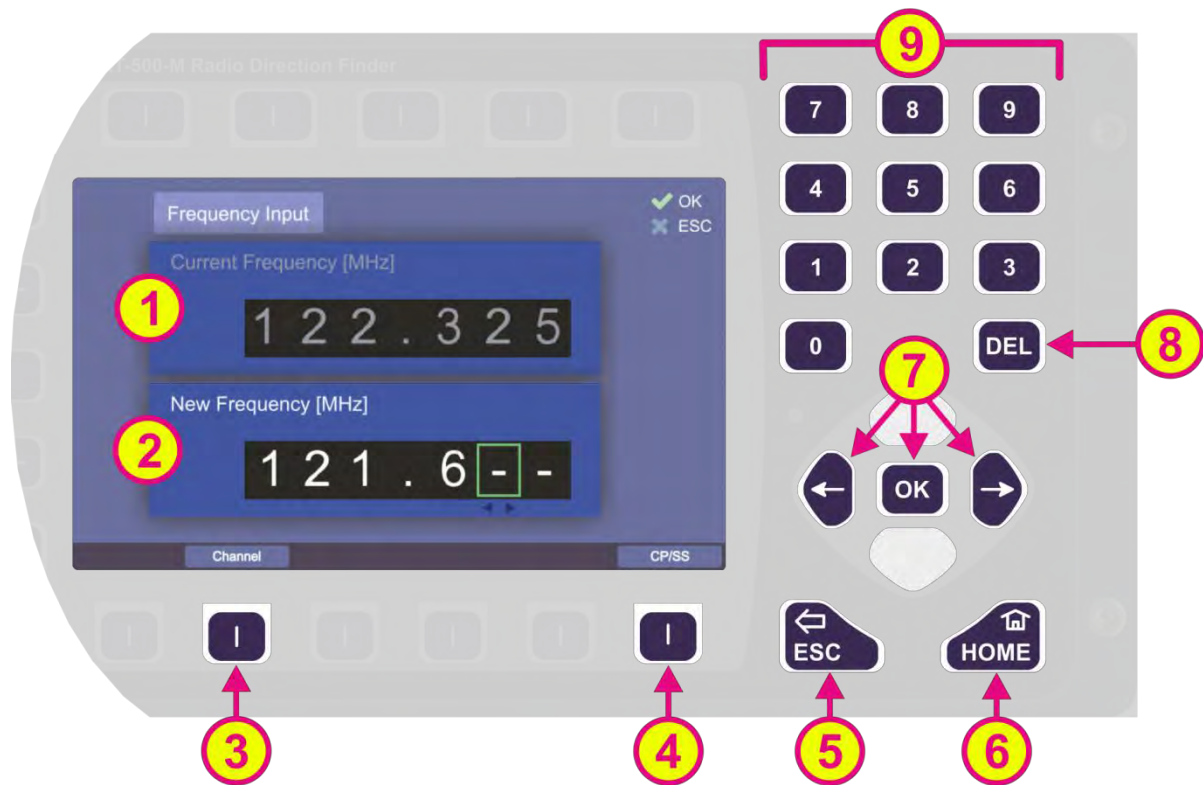 -500-M Radio Direction Finder
9
7 8 9
4 5 6
1 2 3
0 DEL
8
7
OK
ESC
HOME
Frequency Input
OK
ESC
Current Frequency [MHz]
1
122.325
New Frequency [MHz]
2
121.6--
Channel
CP/SS
3
4
5
6